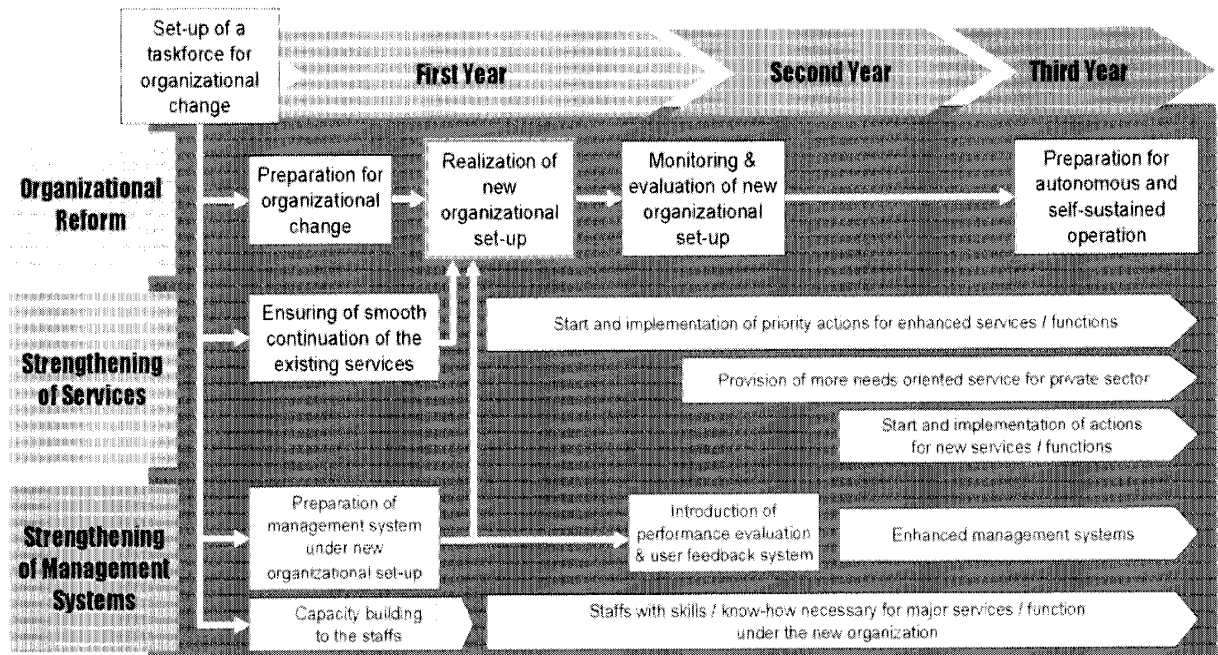 Set-up of a
taskforce for
organizational
change
First Year
Second Year
Third Year
Organizational
Reform
Preparation for
organizational
change
Realization of
new
organizational
set-up
Monitoring &
evaluation of new
organizational
set-up
Preparation for
autonomous and
self-sustained
operation
Strengthening
of Services
Ensuring of smooth
continuation of the
existing services
Start and implementation of priority actions for enhanced services / functions
Provision of more needs oriented service for private sector
Start and implementation of actions
for new services / functions
Strengthening
of Management
Systems
Preparation of
management system
under new
organizational set-up
Introduction of
performance evaluation
& user feedback system
Enhanced management systems
Capacity building
to the staffs
Staffs with skills / know-how necessary for major services / function
under the new organization